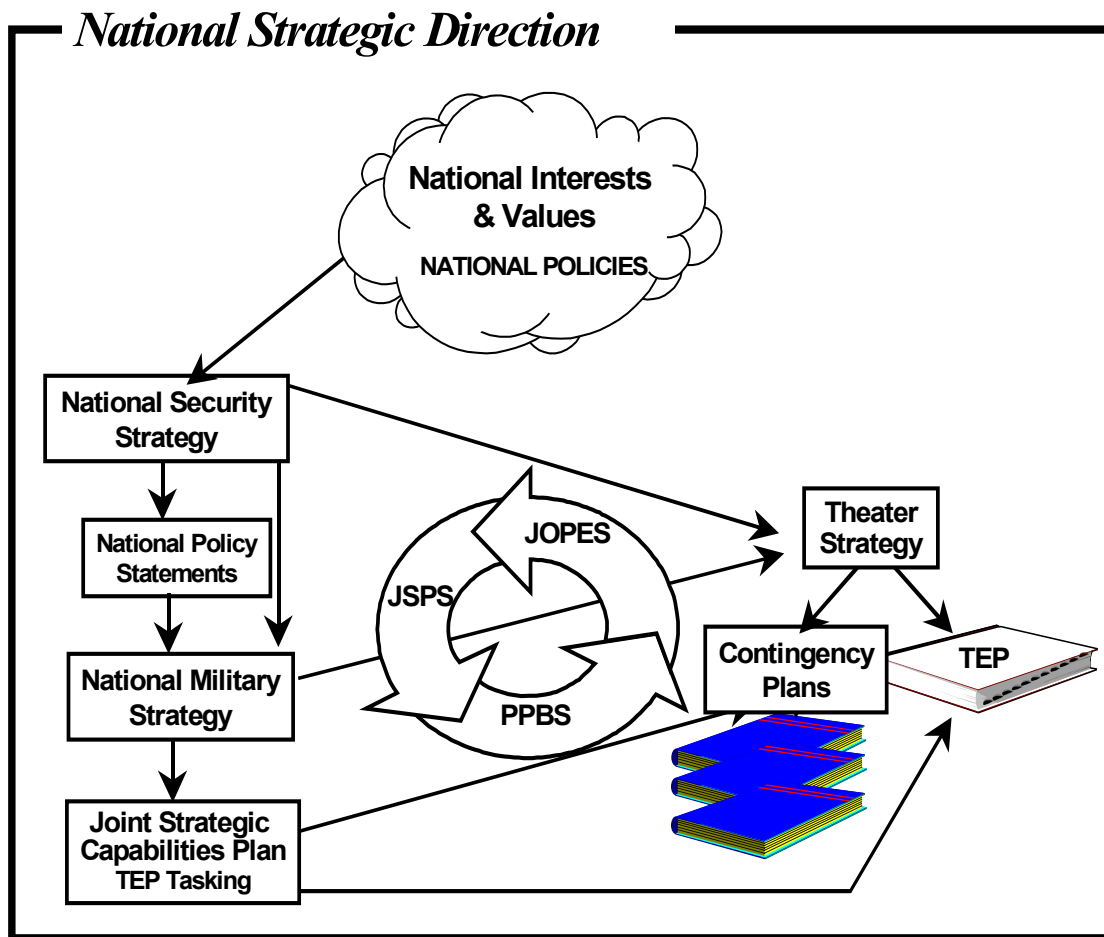 National Strategic Direction
National Interests
& Values
NATIONAL POLICIES
National Security
Strategy
National Policy
Statements
National Military
Strategy
Joint Strategic
Capabilities Plan
TEP Tasking
JOPES
JSPS
PPBS
Theater
Strategy
Contingency
Plans
TEP